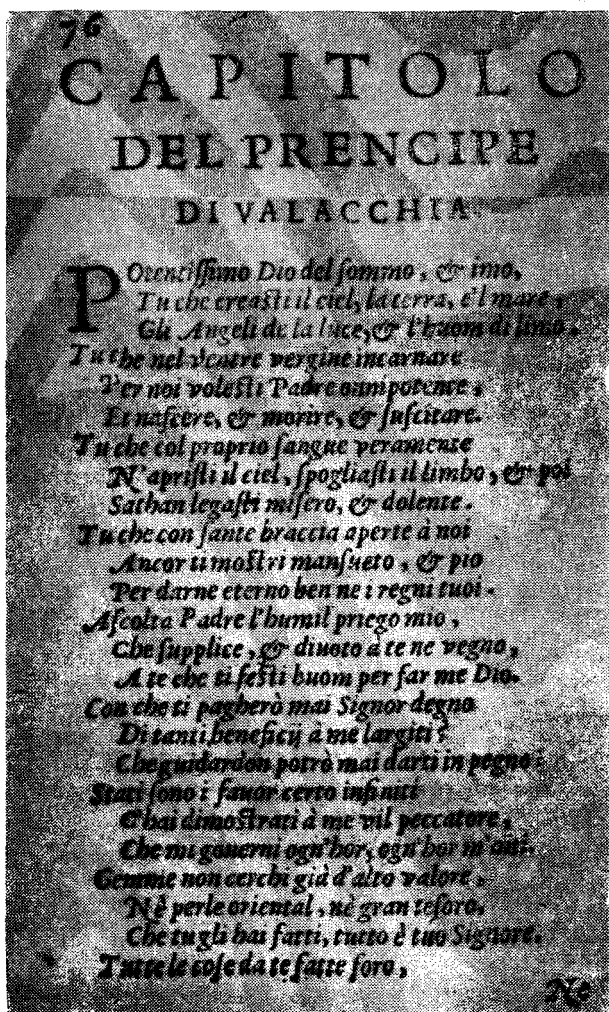 76
CAPITOLO
DEL PRENCIPE
DI VALACCHIA.
POtentissimo Dio del sommo, & imo,
Tu che creasti il ciel, la terra, e'l mare,
Gli Angeli de la luce, & l'huom di limo.
Tu che nel ventre vergine incarnare
Per noi volesti Padre omnipotente,
Et nascere, & morire, & suscitare.
Tu che col proprio sangue veramente
N'apristi il ciel, spogliasti il limbo, & poi
Sathan legasti misero, & dolente.
Tu che con sante braccia aperte à noi
Ancor ti mostri mansueto, & pio
Per darne eterno ben ne i regni tuoi.
Ascolta Padre l'humil priego mio,
Che supplice, & divoto à te ne vegno,
A te che ti festi huom per far me Dio.
Con che ti pagherò mai Signor degno
Di tanti beneficij à me largiti?
Che guidardon potrò mai darti in pegno?
Stati sono i favor certo infiniti
C'hai dimostrati à me vil peccatore,
Che mi governi ogn'hor, ogn'hor m'aiti.
Gemme non cerchi già d'alto valore,
Nè perle oriental, nè gran tesoro,
Che tu gli hai fatti, tutto è tuo Signore.
Tutte le cose da te fatte foro,
Ne